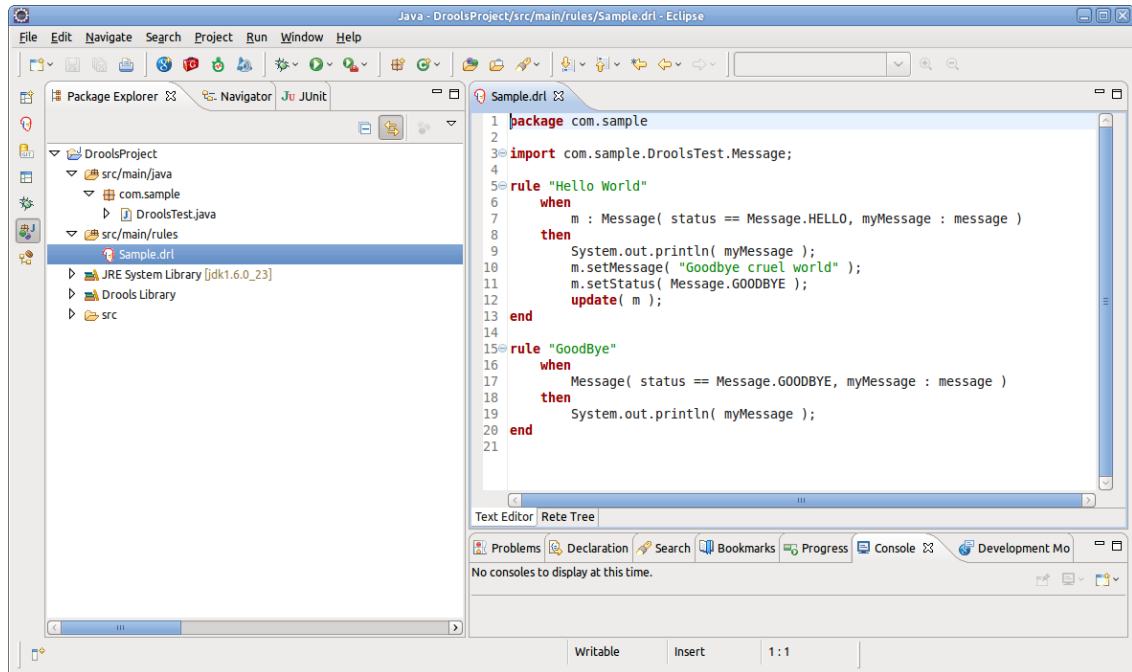 Java - DroolsProject/src/main/rules/Sample.drl - Eclipse
File Edit Navigate Search Project Run Window Help
Package Explorer Navigator Ju JUnit
DroolsProject
src/main/java
com.sample
DroolsTest.java
src/main/rules
Sample.drl
JRE System Library [jdk1.6.0_23]
Drools Library
src
Sample.drl
1 package com.sample
2
3 import com.sample.DroolsTest.Message;
4
5 rule "Hello World"
6 when
7 m : Message( status == Message.HELLO, myMessage : message )
8 then
9 System.out.println( myMessage );
10 m.setMessage( "Goodbye cruel world" );
11 m.setStatus( Message.GOODBYE );
12 update( m );
13 end
14
15 rule "GoodBye"
16 when
17 Message( status == Message.GOODBYE, myMessage : message )
18 then
19 System.out.println( myMessage );
20 end
21
Text Editor Rete Tree
Problems Declaration Search Bookmarks Progress Console Development Mo
No consoles to display at this time.
Writable Insert 1 : 1